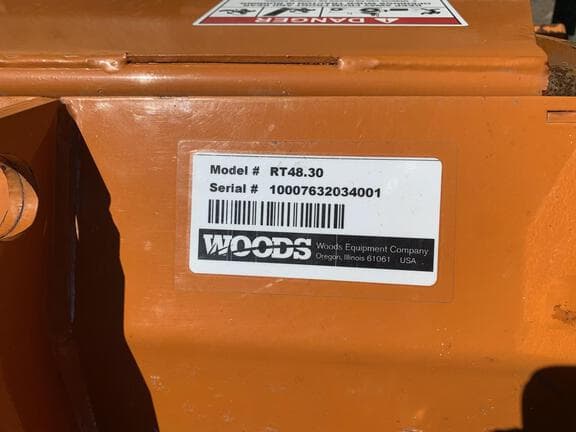 DANGER
Model # RT48.30
Serial # 10007632034001
WOODS Woods Equipment Company
Oregon, Illinois 61061 USA